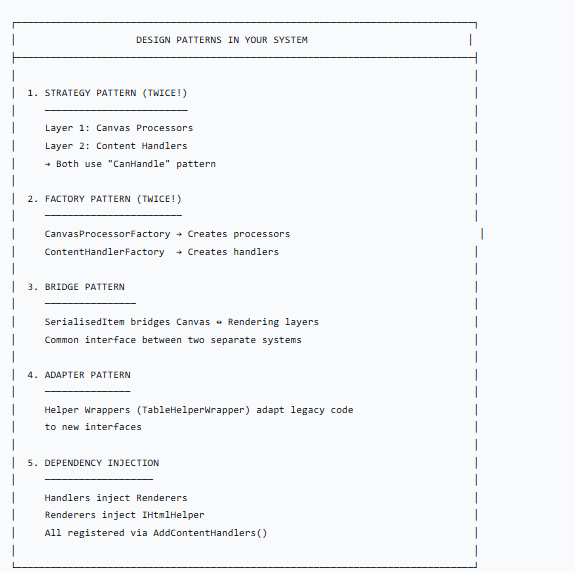 DESIGN PATTERNS IN YOUR SYSTEM
1. STRATEGY PATTERN (TWICE!)
Layer 1: Canvas Processors
Layer 2: Content Handlers
→ Both use "CanHandle" pattern
2. FACTORY PATTERN (TWICE!)
CanvasProcessorFactory → Creates processors
ContentHandlerFactory → Creates handlers
3. BRIDGE PATTERN
SerialisedItem bridges Canvas ↔ Rendering layers
Common interface between two separate systems
4. ADAPTER PATTERN
Helper Wrappers (TableHelperWrapper) adapt legacy code
to new interfaces
5. DEPENDENCY INJECTION
Handlers inject Renderers
Renderers inject IHtmlHelper
All registered via AddContentHandlers()